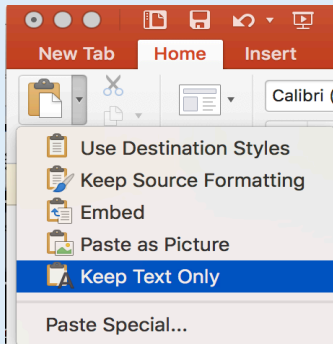 New Tab Home Insert
Calibri (
Use Destination Styles
Keep Source Formatting
Embed
Paste as Picture
Keep Text Only
Paste Special...